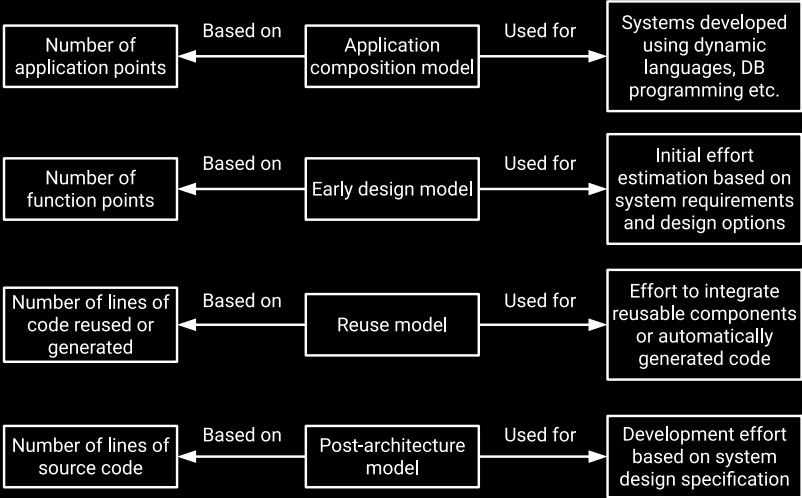 Number of
application points
Based on
Application
composition model
Used for
Systems developed
using dynamic
languages, DB
programming etc.
Number of
function points
Based on
Early design model
Used for
Initial effort
estimation based on
system requirements
and design options
Number of lines of
code reused or
generated
Based on
Reuse model
Used for
Effort to integrate
reusable components
or automatically
generated code
Number of lines of
source code
Based on
Post-architecture
model
Used for
Development effort
based on system
design specification